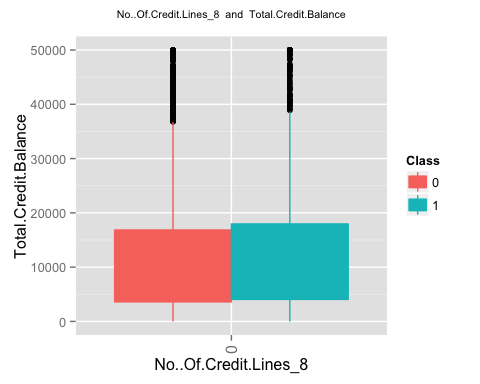 No..Of.Credit.Lines_8 and Total.Credit.Balance
50000
40000
30000
20000
10000
0
Total.Credit.Balance
0
No..Of.Credit.Lines_8
Class
0
1